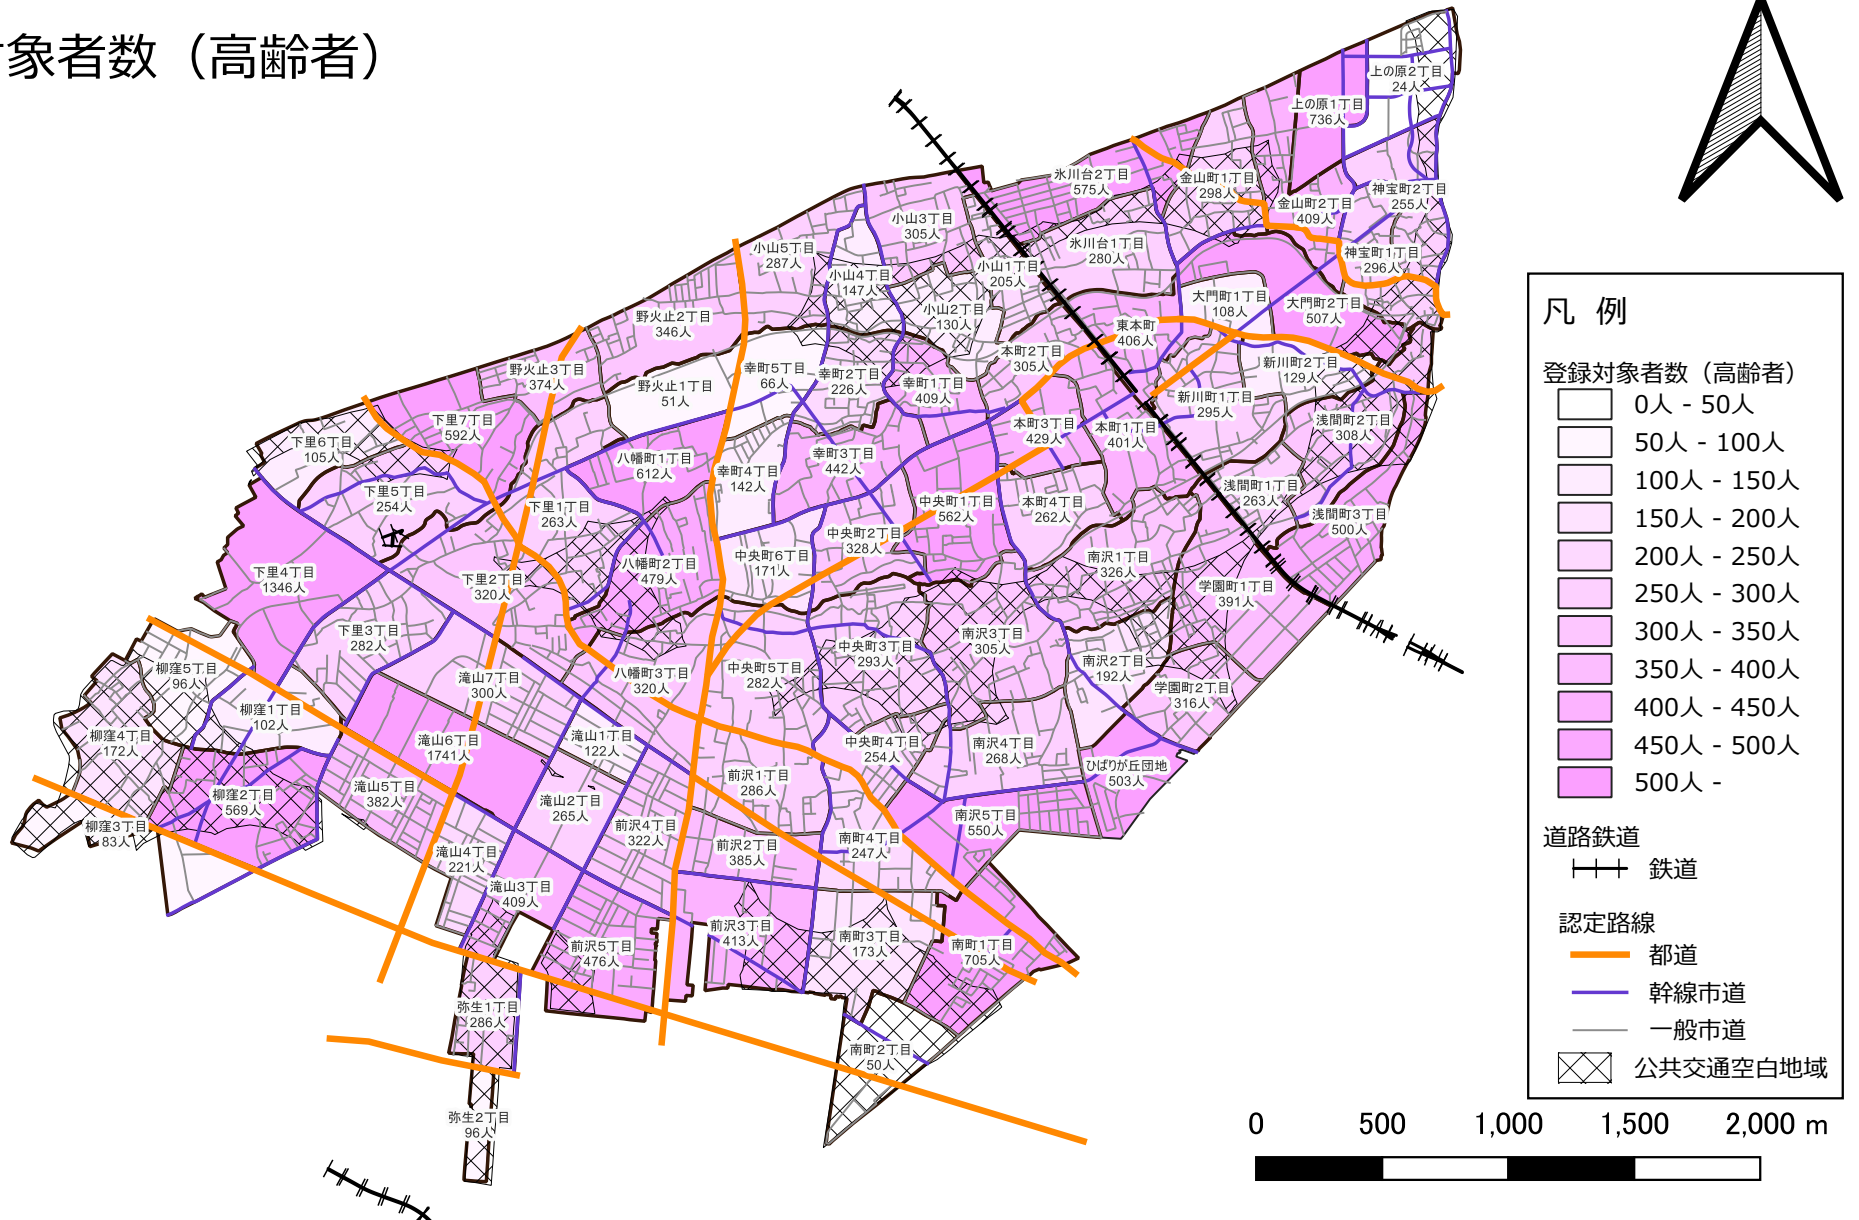 象者数（高齢者）
上の原2丁目
24人
上の原1丁目
736人
氷川台2丁目
575人
金山町1丁目
298人
金山町2丁目
409人
神宝町2丁目
255人
小山3丁目
305人
氷川台1丁目
280人
神宝町1丁目
296人
小山5丁目
287人
小山4丁目
147人
小山1丁目
205人
大門町1丁目
108人
大門町2丁目
507人
小山2丁目
130人
野火止2丁目
346人
東本町
406人
本町2丁目
305人
新川町2丁目
129人
野火止3丁目
374人
幸町5丁目
66人
幸町2丁目
226人
幸町1丁目
409人
野火止1丁目
51人
新川町1丁目
295人
下里7丁目
592人
浅間町2丁目
308人
本町3丁目
429人
本町1丁目
401人
下里6丁目
105人
八幡町1丁目
612人
幸町4丁目
142人
幸町3丁目
442人
下里5丁目
254人
下里1丁目
263人
浅間町1丁目
263人
中央町1丁目
562人
本町4丁目
262人
浅間町3丁目
500人
中央町2丁目
328人
中央町6丁目
171人
南沢1丁目
326人
八幡町2丁目
479人
下里4丁目
1346人
下里2丁目
320人
学園町1丁目
391人
下里3丁目
282人
南沢3丁目
305人
中央町3丁目
293人
南沢2丁目
192人
柳窪5丁目
96人
八幡町3丁目
320人
中央町5丁目
282人
滝山7丁目
300人
学園町2丁目
316人
柳窪1丁目
102人
柳窪4丁目
172人
滝山6丁目
1741人
滝山1丁目
122人
中央町4丁目
254人
南沢4丁目
268人
ひばりが丘団地
503人
前沢1丁目
286人
滝山5丁目
382人
柳窪2丁目
569人
滝山2丁目
265人
南沢5丁目
550人
柳窪3丁目
83人
前沢4丁目
322人
前沢2丁目
385人
南町4丁目
247人
滝山4丁目
221人
滝山3丁目
409人
前沢3丁目
413人
南町3丁目
173人
前沢5丁目
476人
南町1丁目
705人
弥生1丁目
286人
南町2丁目
50人
弥生2丁目
96人
凡 例
登録対象者数（高齢者）
0人 - 50人
50人 - 100人
100人 - 150人
150人 - 200人
200人 - 250人
250人 - 300人
300人 - 350人
350人 - 400人
400人 - 450人
450人 - 500人
500人 -
道路鉄道
鉄道
認定路線
都道
幹線市道
一般市道
公共交通空白地域
0 500 1,000 1,500 2,000 m